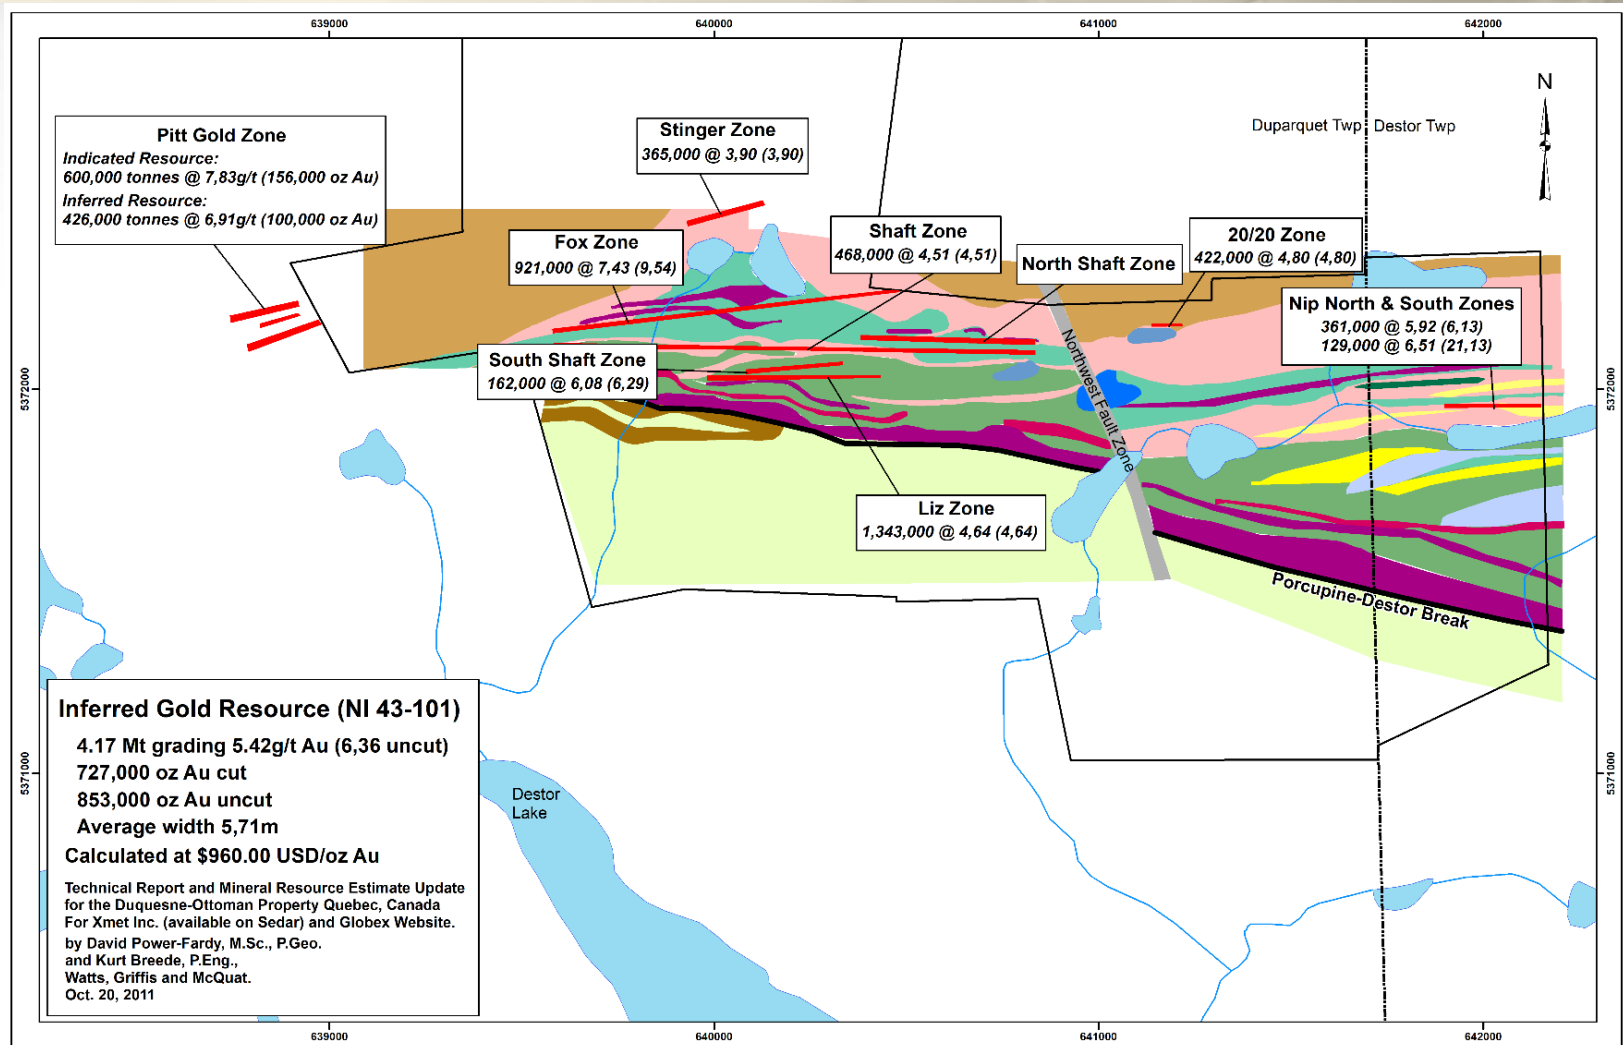 639000
640000
641000
642000
N
Duparquet Twp
Destor Twp
Pitt Gold Zone
Indicated Resource:
600,000 tonnes @ 7,83g/t (156,000 oz Au)
Inferred Resource:
426,000 tonnes @ 6,91g/t (100,000 oz Au)
Stinger Zone
365,000 @ 3,90 (3,90)
Fox Zone
921,000 @ 7,43 (9,54)
Shaft Zone
468,000 @ 4,51 (4,51)
North Shaft Zone
20/20 Zone
422,000 @ 4,80 (4,80)
Nip North & South Zones
361,000 @ 5,92 (6,13)
129,000 @ 6,51 (21,13)
South Shaft Zone
162,000 @ 6,08 (6,29)
5372000
5372000
Northwest Fault Zone
Liz Zone
1,343,000 @ 4,64 (4,64)
Porcupine-Destor Break
Inferred Gold Resource (NI 43-101)
4.17 Mt grading 5.42g/t Au (6,36 uncut)
727,000 oz Au cut
853,000 oz Au uncut
Average width 5,71m
Calculated at $960.00 USD/oz Au
Technical Report and Mineral Resource Estimate Update
for the Duquesne-Ottoman Property Quebec, Canada
For Xmet Inc. (available on Sedar) and Globex Website.
by David Power-Fardy, M.Sc., P.Geo.
and Kurt Breede, P.Eng.,
Watts, Griffis and McQuat.
Oct. 20, 2011
5371000
5371000
Destor
Lake
639000
640000
641000
642000